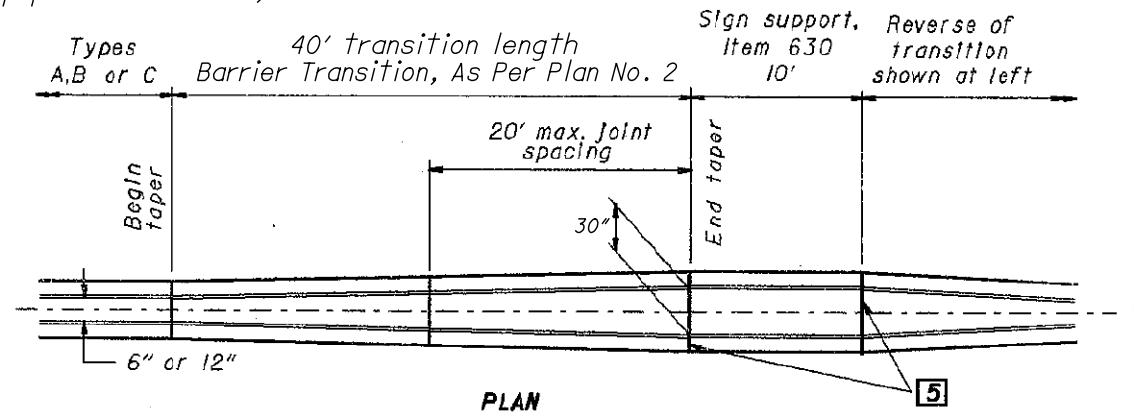 Types
A,B or C
40' transition length
Barrier Transition, As Per Plan No. 2
Sign support,
Item 630
10'
Reverse of
transition
shown at left
20' max. joint
spacing
Begin
taper
End taper
30"
6" or 12"
5
PLAN